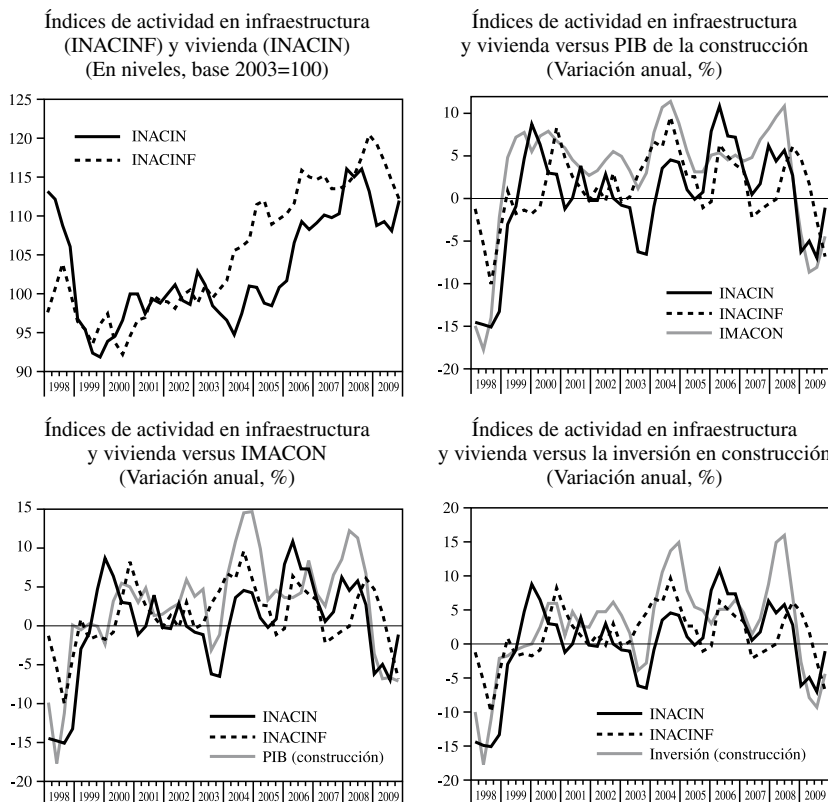 Índices de actividad en infraestructura
(INACINF) y vivienda (INACIN)
(En niveles, base 2003=100)
125
120
115
110
105
100
95
90
INACIN
INACINF
1998 1999 2000 2001 2002 2003 2004 2005 2006 2007 2008 2009
Índices de actividad en infraestructura
y vivienda versus PIB de la construcción
(Variación anual, %)
10
5
0
-5
-10
-15
-20
INACIN
INACINF
IMACON
1998 1999 2000 2001 2002 2003 2004 2005 2006 2007 2008 2009
Índices de actividad en infraestructura
y vivienda versus IMACON
(Variación anual, %)
15
10
5
0
-5
-10
-15
-20
INACIN
INACINF
PIB (construcción)
1998 1999 2000 2001 2002 2003 2004 2005 2006 2007 2008 2009
Índices de actividad en infraestructura
y vivienda versus la inversión en construcción
(Variación anual, %)
20
15
10
5
0
-5
-10
-15
-20
INACIN
INACINF
Inversión (construcción)
1998 1999 2000 2001 2002 2003 2004 2005 2006 2007 2008 2009